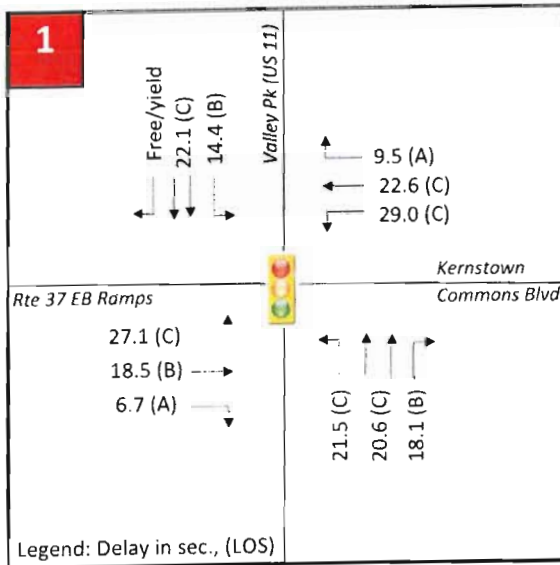 1
Valley Pk (US 11)
Free/yield
22.1 (C)
14.4 (B)
9.5 (A)
22.6 (C)
29.0 (C)
Kernstown
Commons Blvd
Rte 37 EB Ramps
27.1 (C)
18.5 (B)
6.7 (A)
21.5 (C)
20.6 (C)
18.1 (B)
Legend: Delay in sec., (LOS)